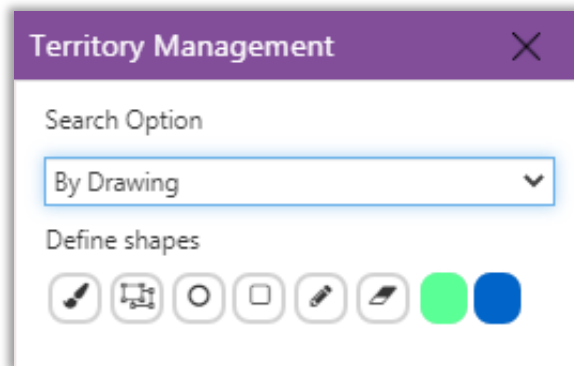 Territory Management
Search Option
By Drawing
Define shapes